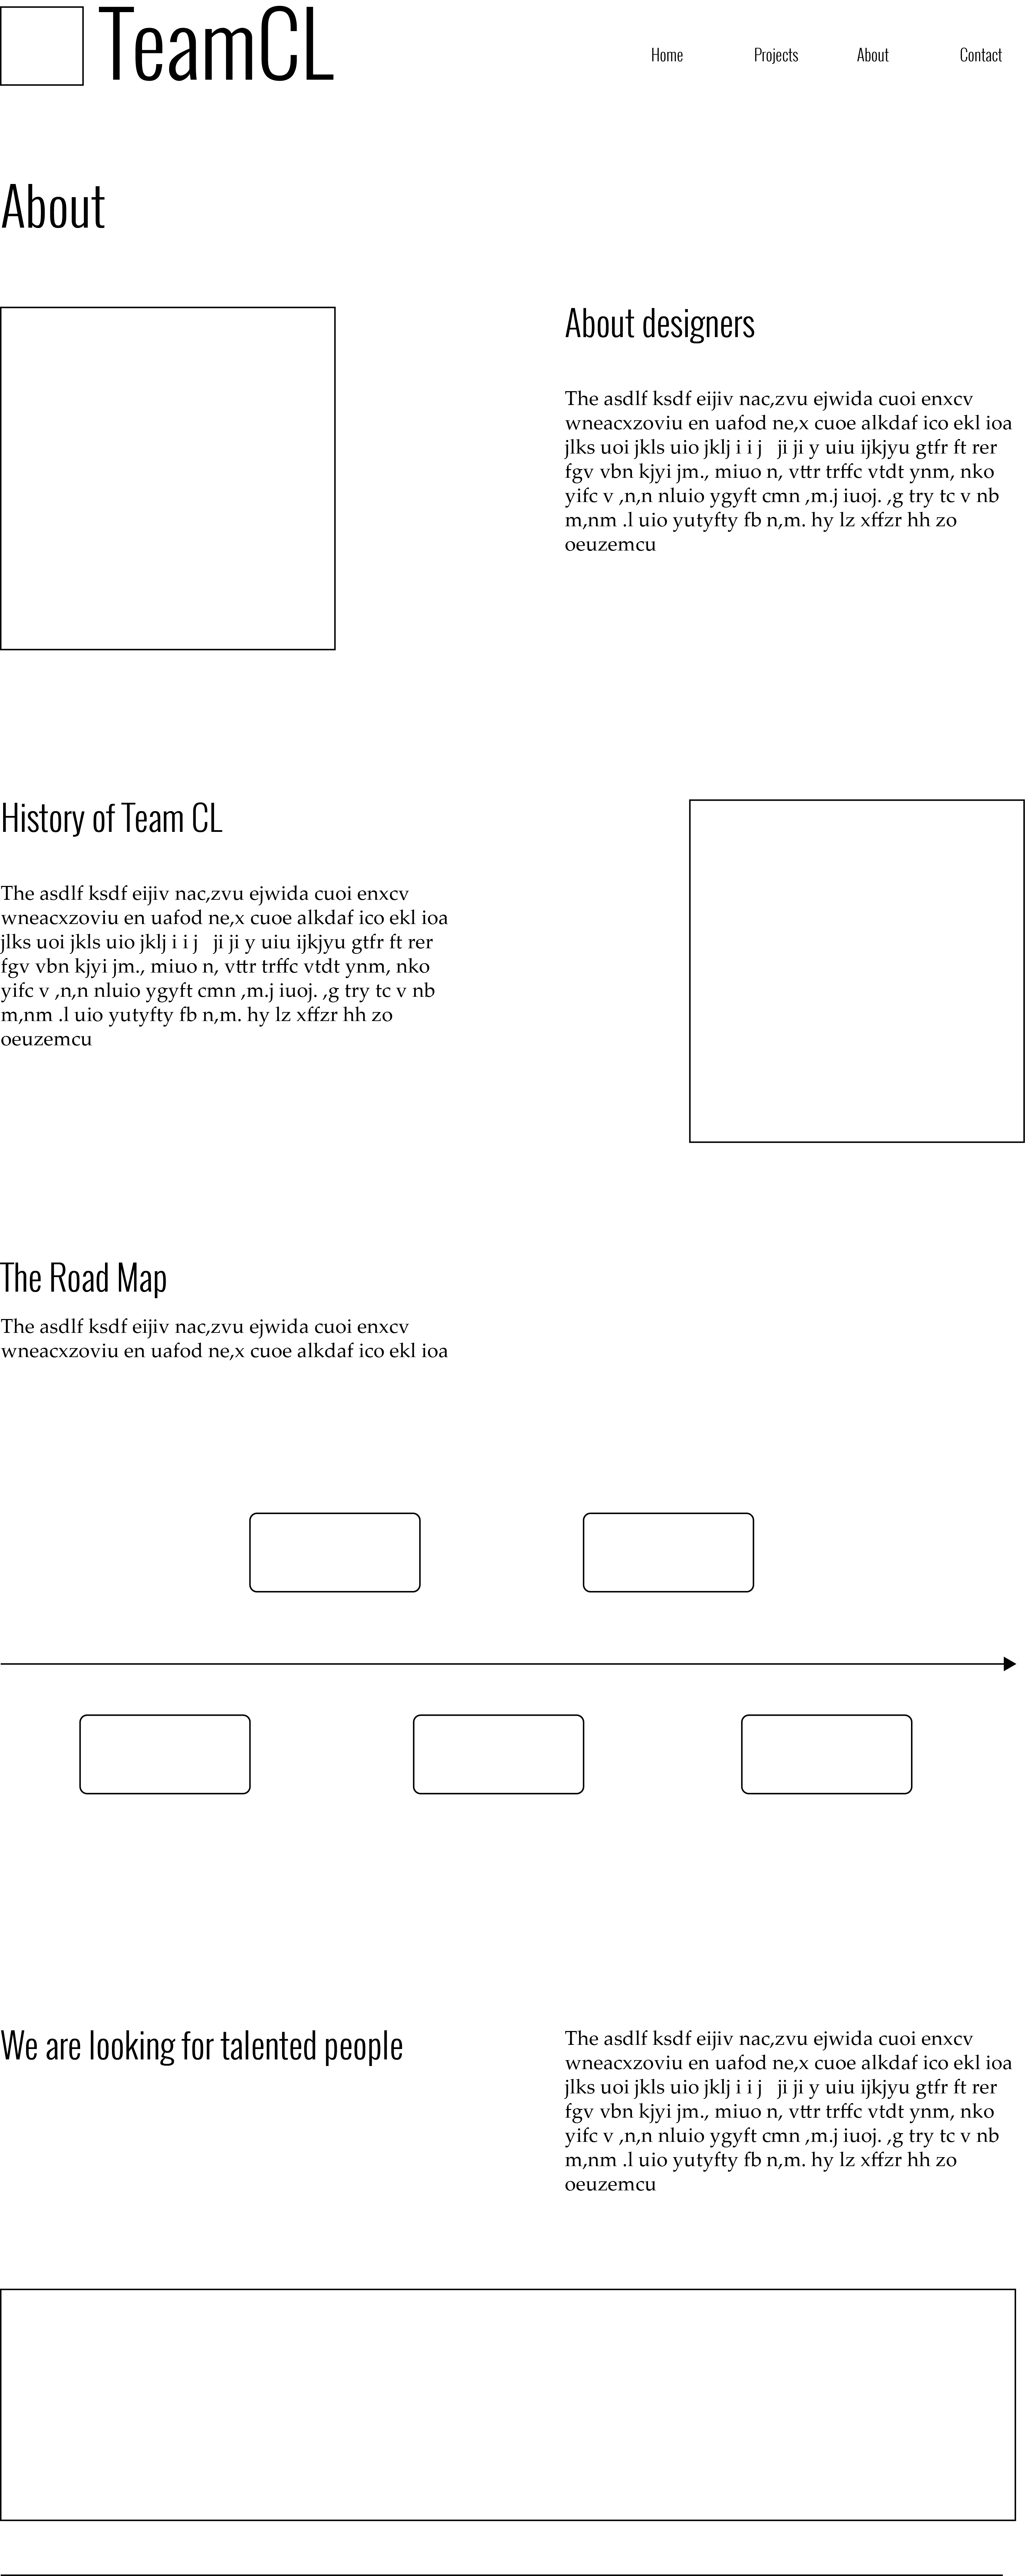 TeamCL
Home Projects About Contact
About
About designers
The asdlf ksdf eijiv nac,zvu ejwida cuoi enxcv
wneacxzoviu en uafod ne,x cuoe alkdaf ico ekl ioa
jlks uoi jkls uio jklj i i j   ji ji y uiu ijkjyu gtfr ft rer
fgv vbn kjyi jm., miuo n, vttr trffc vtdt ynm, nko
yifc v ,n,n nluio ygyft cmn ,m.j iuoj. ,g try tc v nb
m,nm .l uio yutyfty fb n,m. hy lz xffzr hh zo
oeuzemcu
History of Team CL
The asdlf ksdf eijiv nac,zvu ejwida cuoi enxcv
wneacxzoviu en uafod ne,x cuoe alkdaf ico ekl ioa
jlks uoi jkls uio jklj i i j   ji ji y uiu ijkjyu gtfr ft rer
fgv vbn kjyi jm., miuo n, vttr trffc vtdt ynm, nko
yifc v ,n,n nluio ygyft cmn ,m.j iuoj. ,g try tc v nb
m,nm .l uio yutyfty fb n,m. hy lz xffzr hh zo
oeuzemcu
The Road Map
The asdlf ksdf eijiv nac,zvu ejwida cuoi enxcv
wneacxzoviu en uafod ne,x cuoe alkdaf ico ekl ioa
We are looking for talented people
The asdlf ksdf eijiv nac,zvu ejwida cuoi enxcv
wneacxzoviu en uafod ne,x cuoe alkdaf ico ekl ioa
jlks uoi jkls uio jklj i i j   ji ji y uiu ijkjyu gtfr ft rer
fgv vbn kjyi jm., miuo n, vttr trffc vtdt ynm, nko
yifc v ,n,n nluio ygyft cmn ,m.j iuoj. ,g try tc v nb
m,nm .l uio yutyfty fb n,m. hy lz xffzr hh zo
oeuzemcu